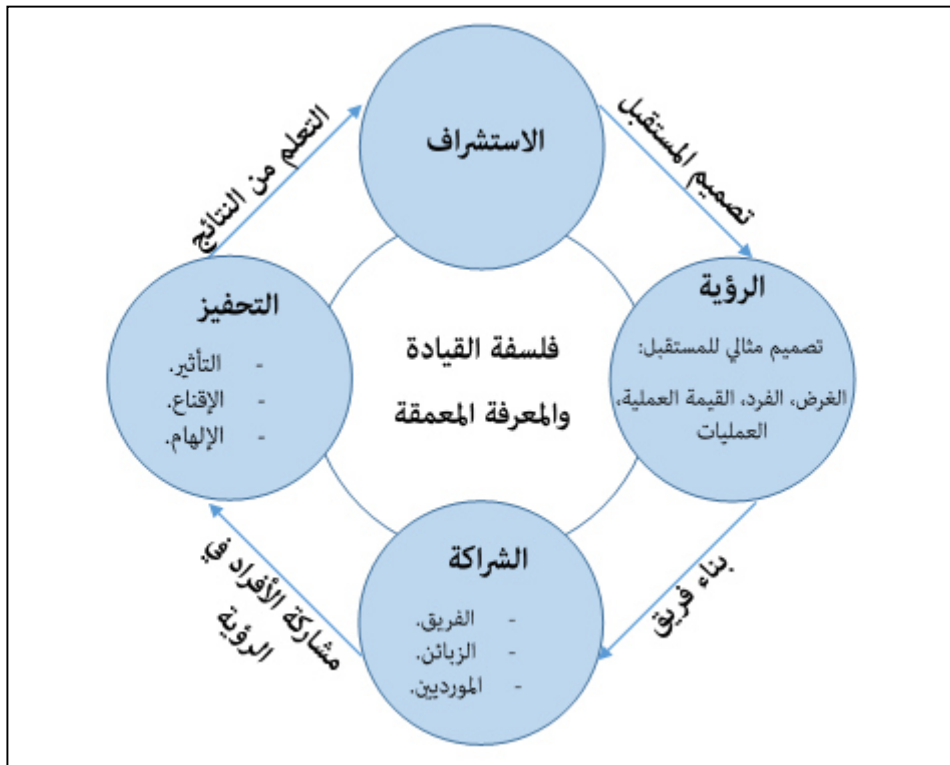 الاستشراف
تصميم المستقبل
الرؤية
تصميم مثالي للمستقبل:
الغرض، الفرد، القيمة العملية،
العمليات
بناء فريق
الشراكة
- الفريق.
- الزبائن.
- الموردين.
مشاركة الأفراد في
الرؤية
التحفيز
- التأثير.
- الإقناع.
- الإلهام.
التعلم من النتائج
فلسفة القيادة
والمعرفة المعمقة